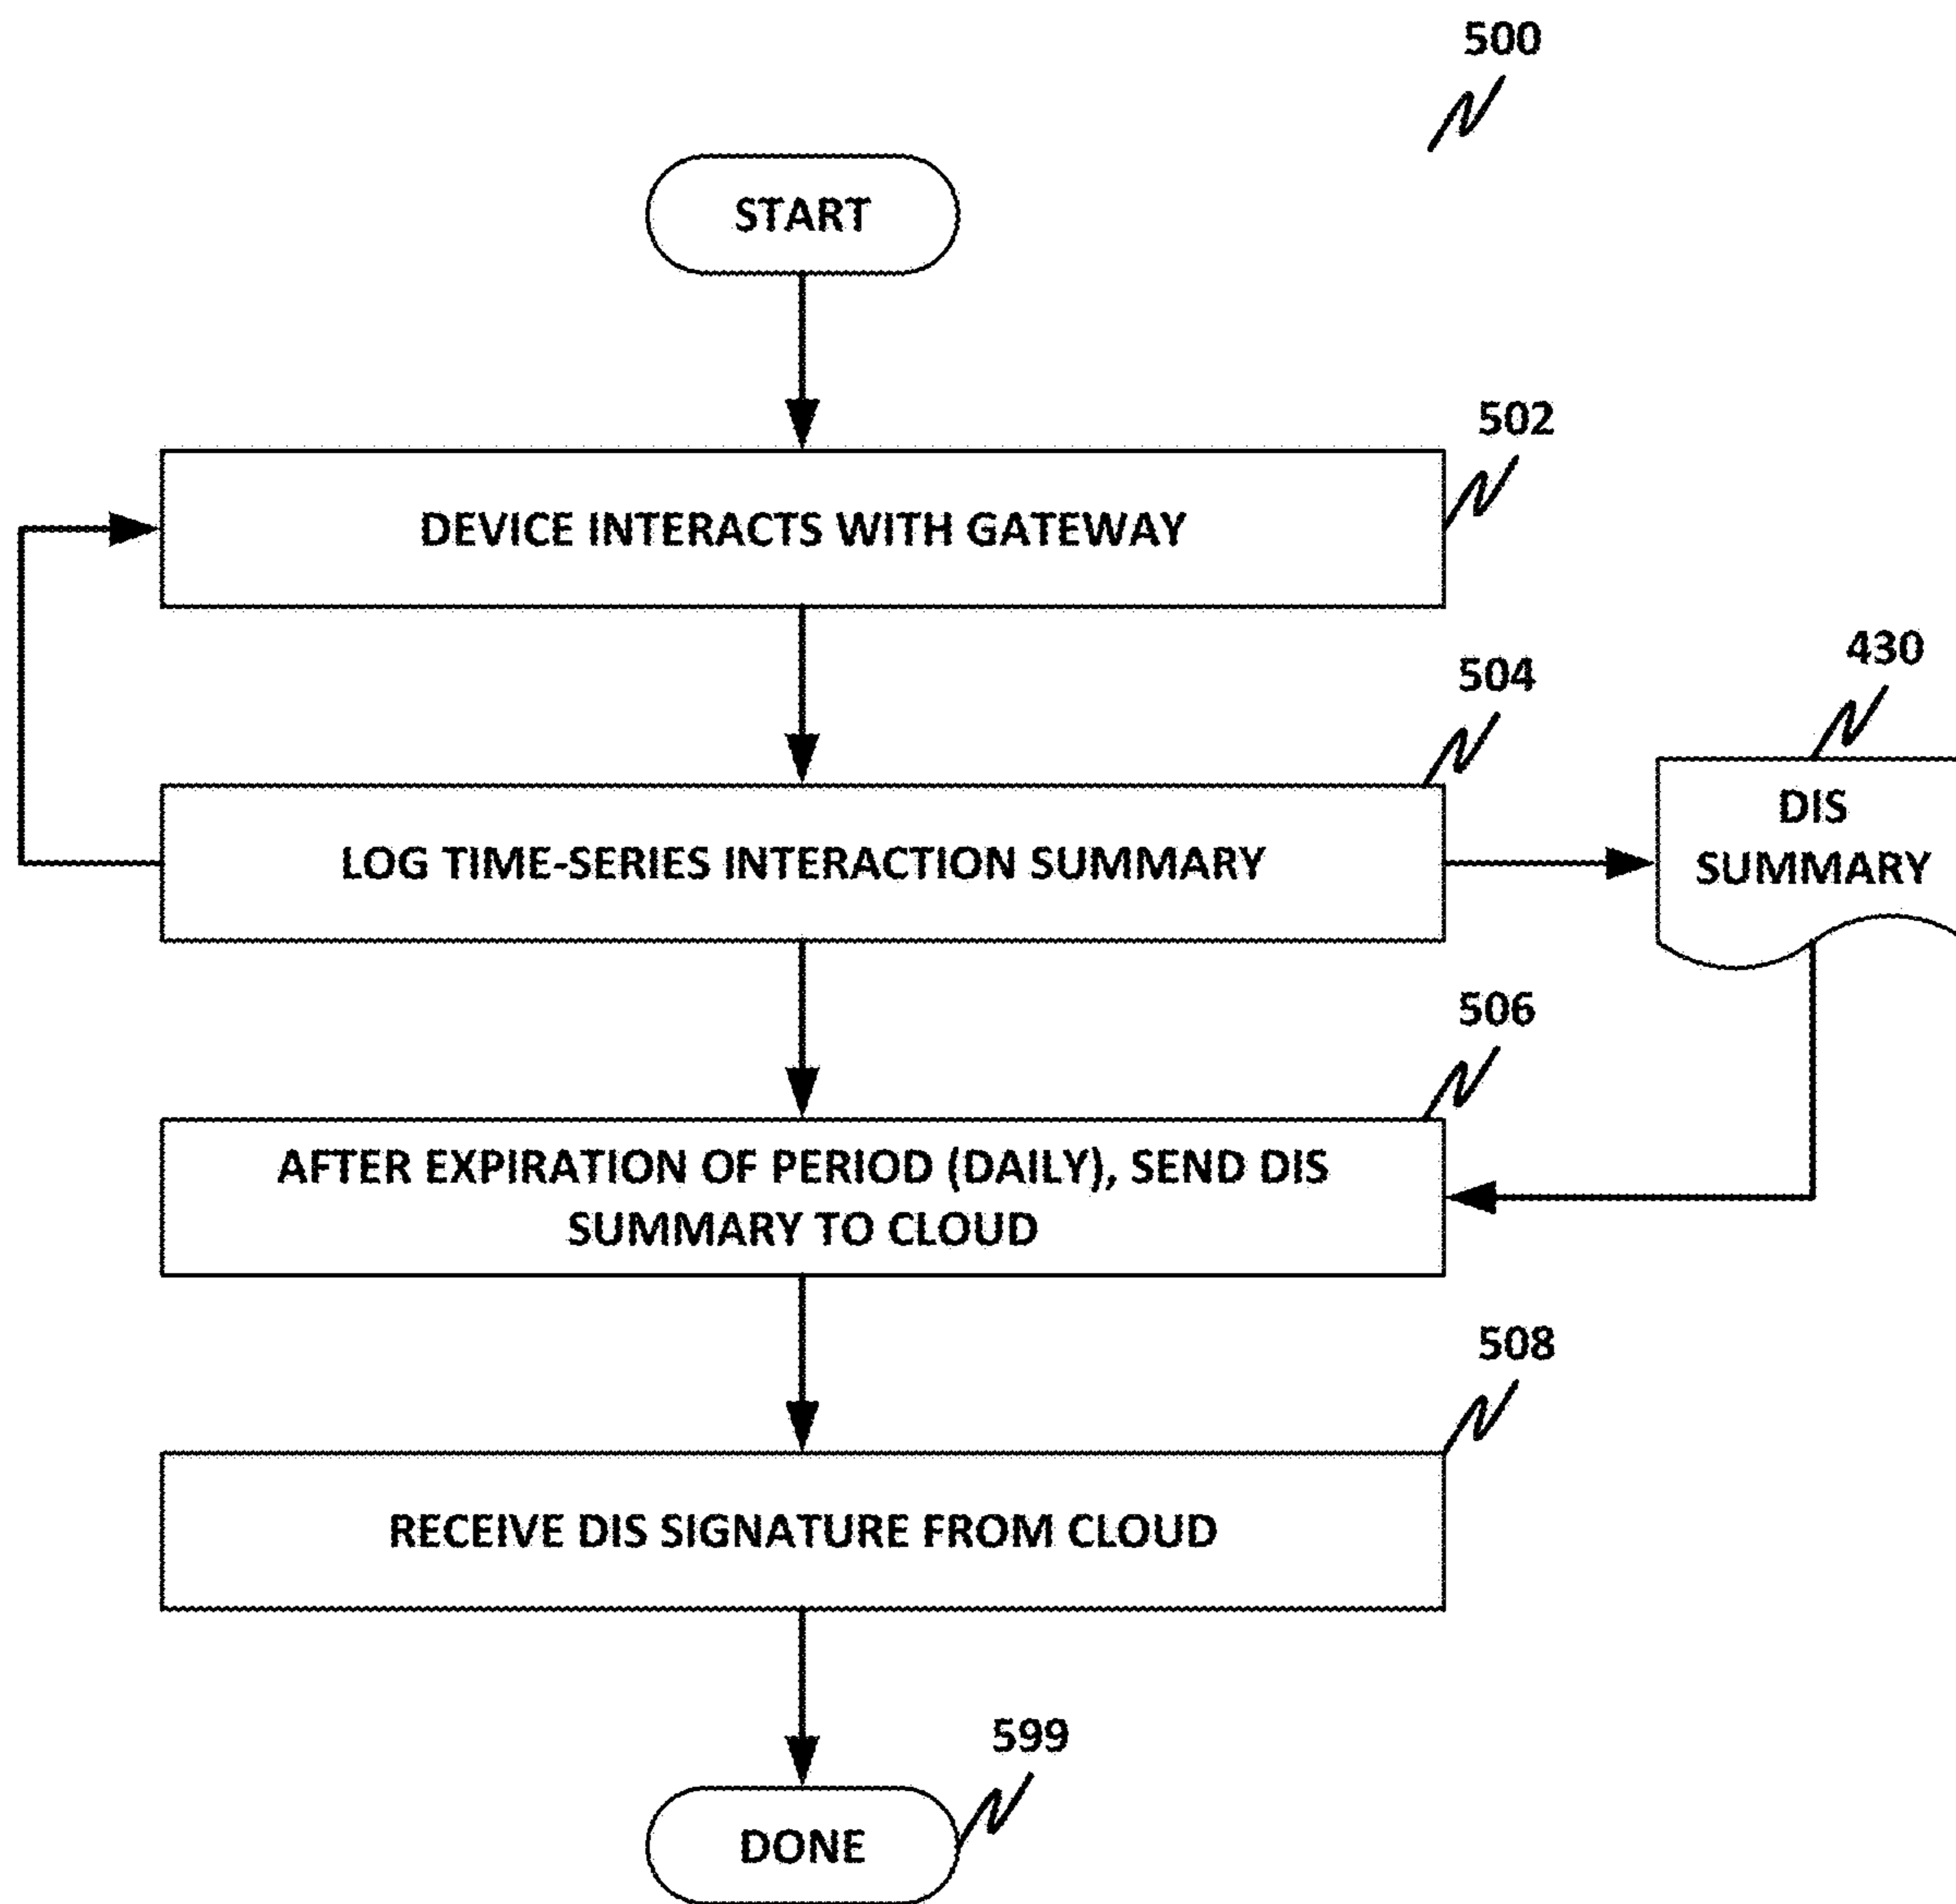 500
START
502
DEVICE INTERACTS WITH GATEWAY
504
430
LOG TIME-SERIES INTERACTION SUMMARY
DIS
SUMMARY
506
AFTER EXPIRATION OF PERIOD (DAILY), SEND DIS
SUMMARY TO CLOUD
508
RECEIVE DIS SIGNATURE FROM CLOUD
599
DONE